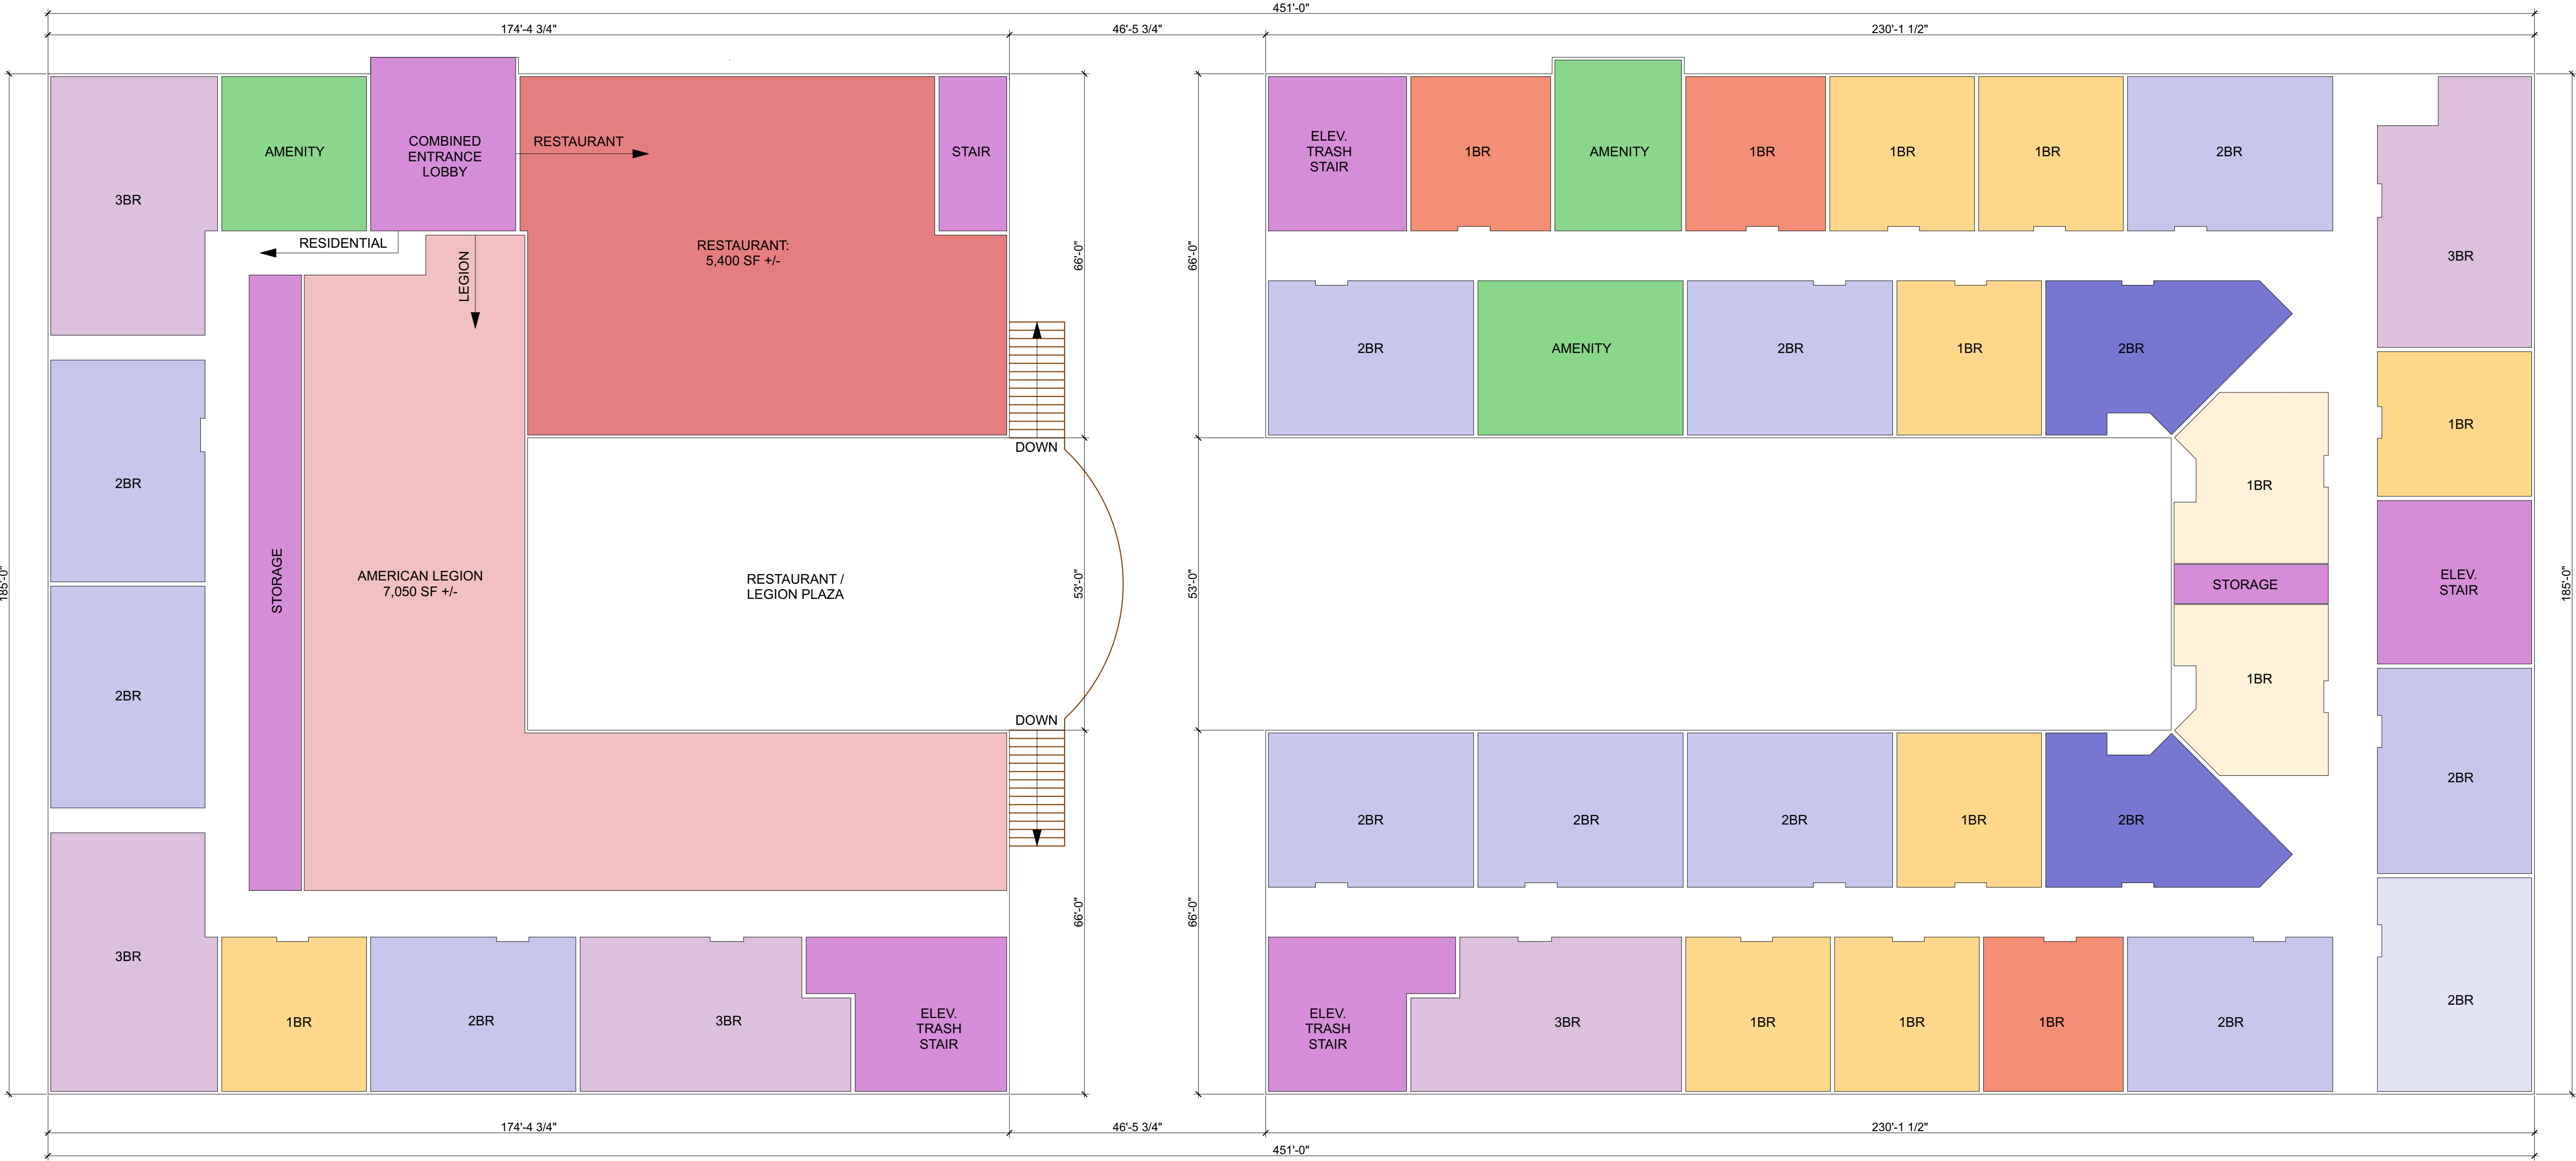 451'-0"
174'-4 3/4"
46'-5 3/4"
230'-1 1/2"
3BR
AMENITY
COMBINED
ENTRANCE
LOBBY
RESTAURANT
STAIR
RESIDENTIAL
LEGION
RESTAURANT:
5,400 SF +/-
66'-0"
66'-0"
ELEV.
TRASH
STAIR
1BR
AMENITY
1BR
1BR
1BR
2BR
3BR
2BR
AMENITY
2BR
1BR
2BR
1BR
DOWN
2BR
1BR
185'-0"
STORAGE
AMERICAN LEGION
7,050 SF +/-
RESTAURANT /
LEGION PLAZA
53'-0"
53'-0"
STORAGE
ELEV.
STAIR
185'-0"
2BR
1BR
DOWN
2BR
2BR
2BR
2BR
1BR
2BR
66'-0"
66'-0"
3BR
1BR
2BR
3BR
ELEV.
TRASH
STAIR
ELEV.
TRASH
STAIR
3BR
1BR
1BR
1BR
2BR
2BR
174'-4 3/4"
46'-5 3/4"
230'-1 1/2"
451'-0"